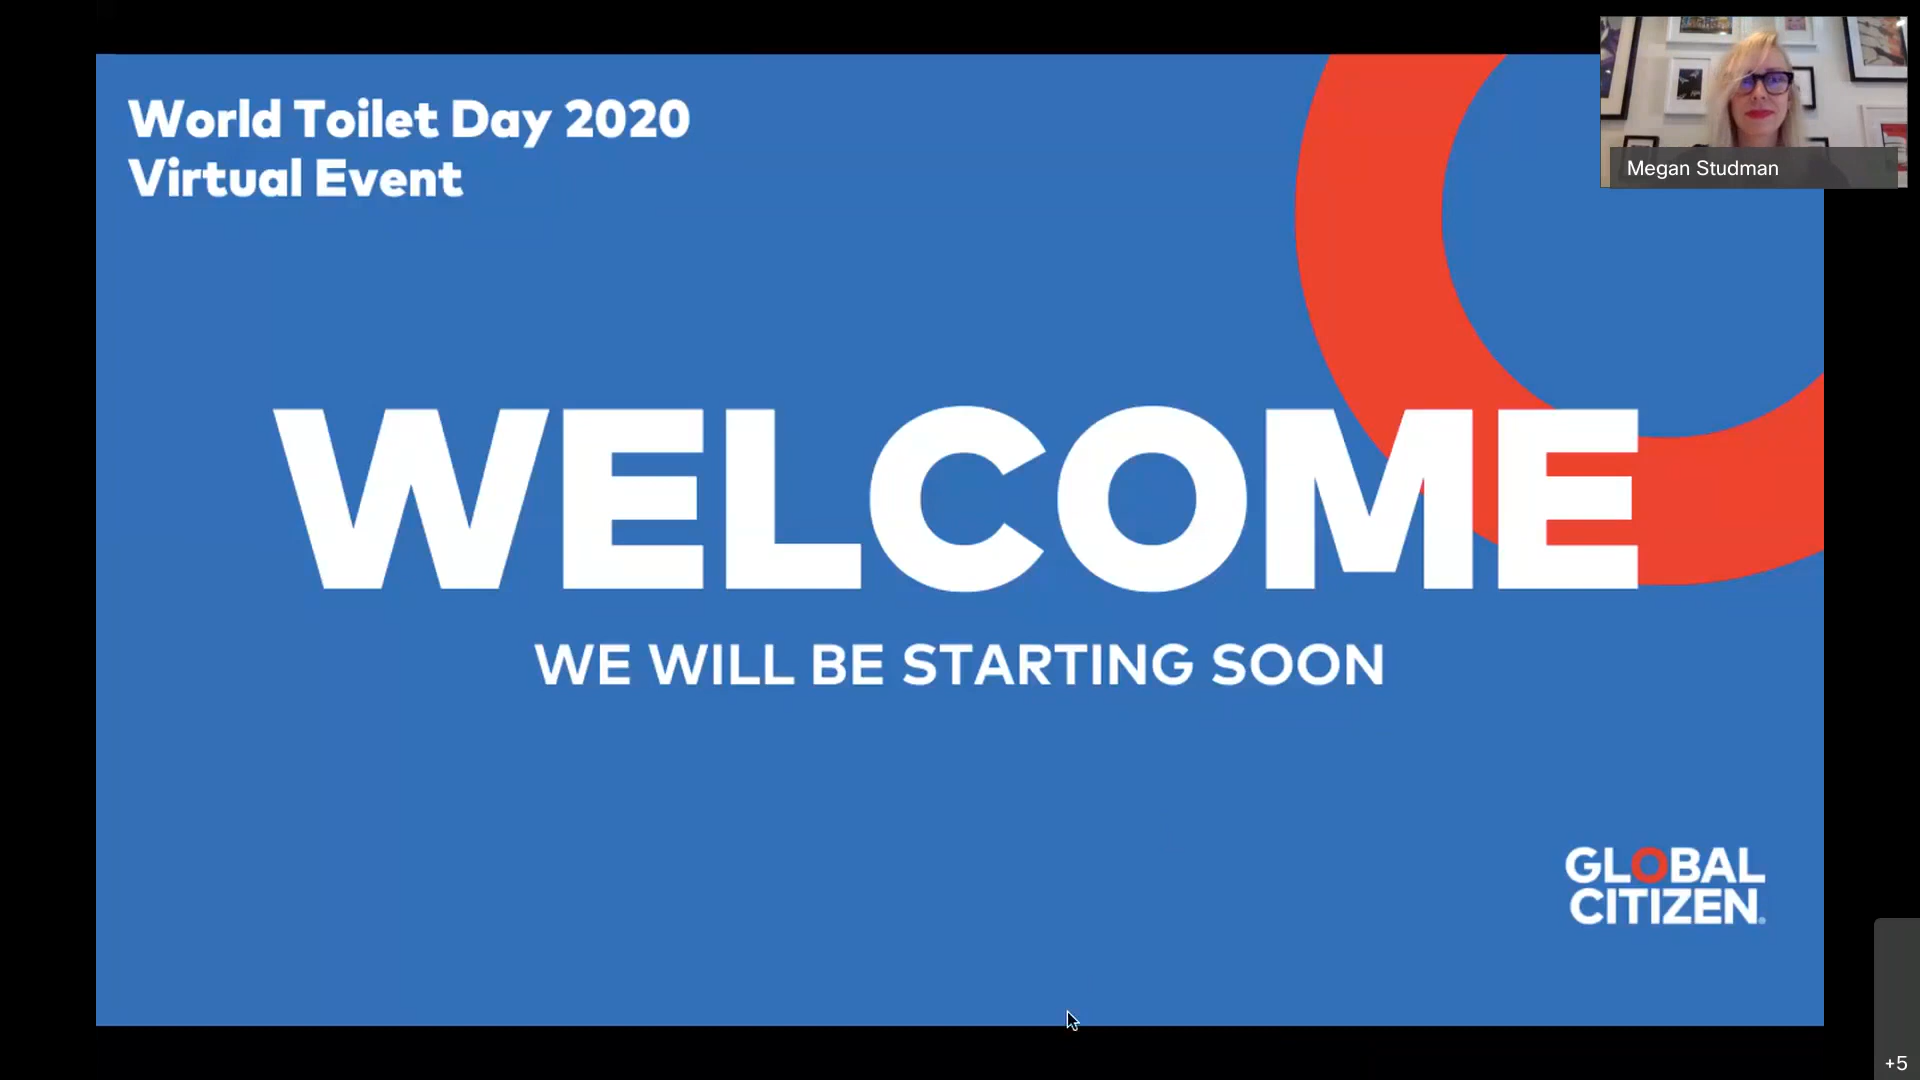 World Toilet Day 2020
Virtual Event
Megan Studman
WELCOME
WE WILL BE STARTING SOON
GLOBAL
CITIZEN.
+5